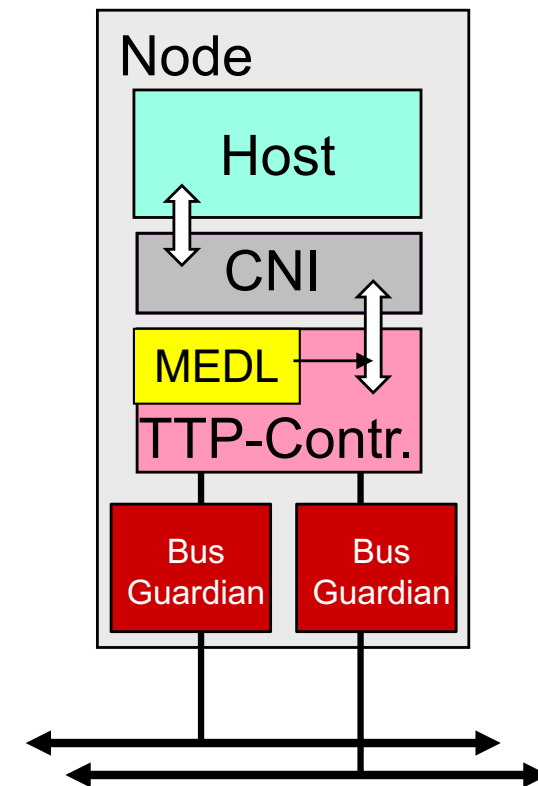 Node
Host
CNI
MEDL
TTP-Contr.
Bus
Guardian
Bus
Guardian